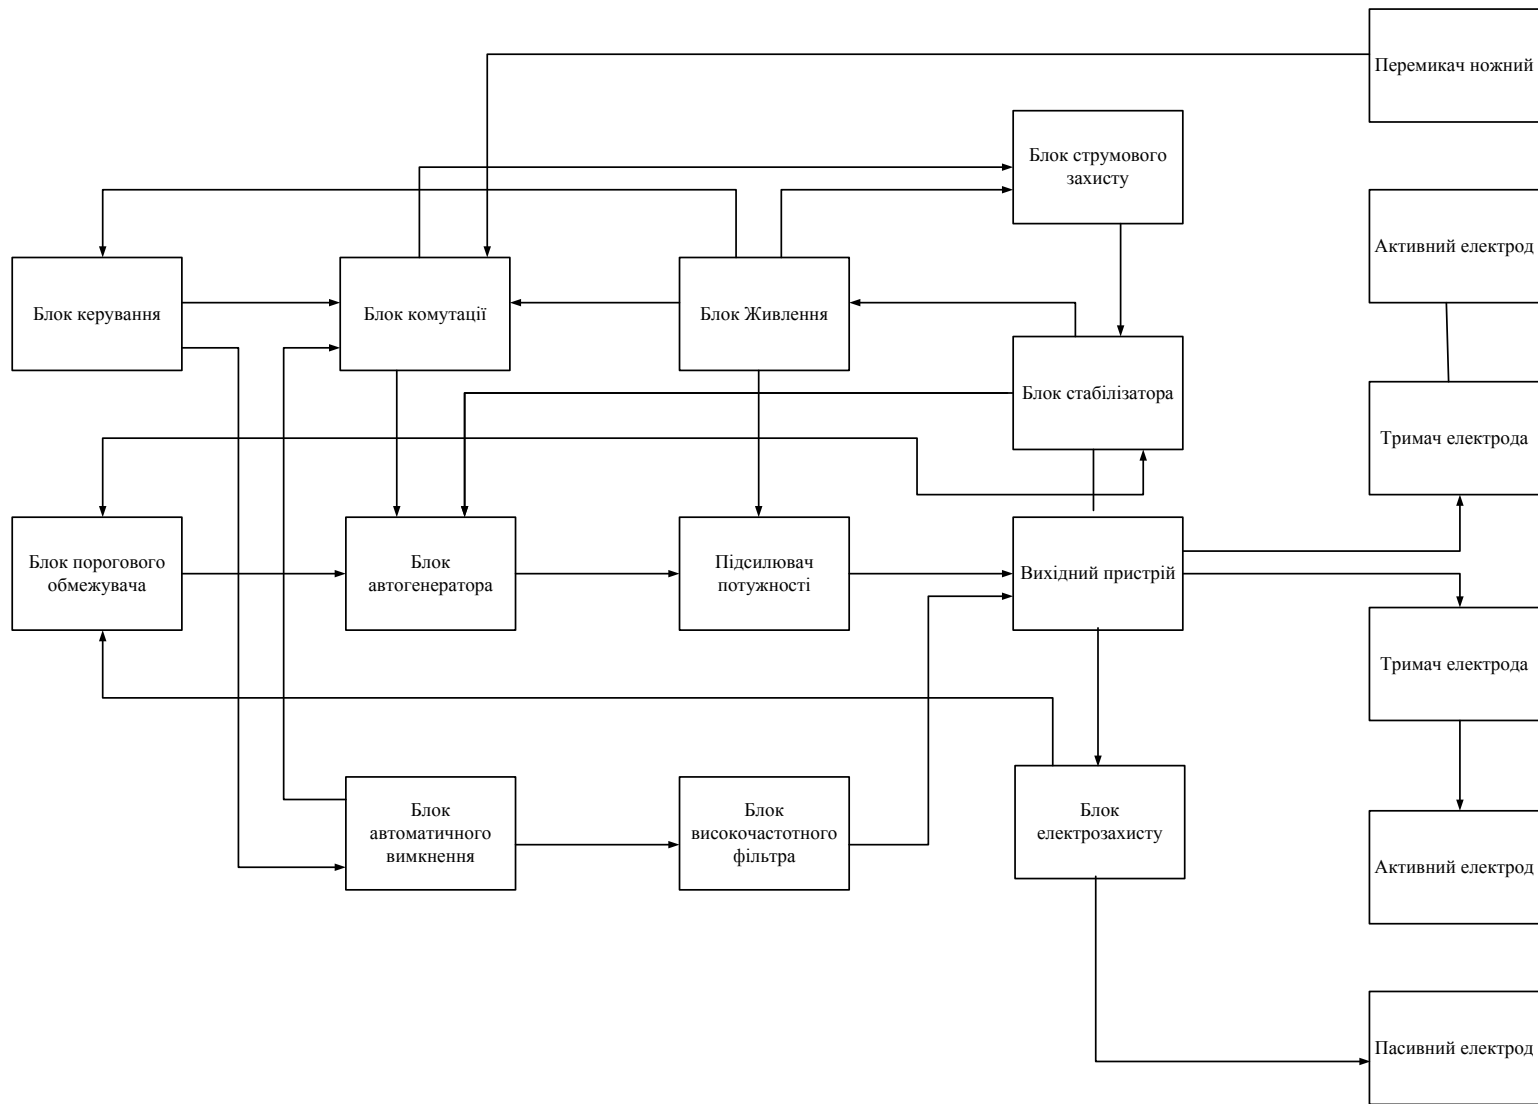 Перемикач ножний
Блок струмового
захисту
Активний електрод
Блок керування
Блок комутації
Блок Живлення
Блок стабілізатора
Тримач електрода
Блок порогового
обмежувача
Блок
автогенератора
Підсилювач
потужності
Вихідний пристрій
Тримач електрода
Блок
автоматичного
вимкнення
Блок
високочастотного
фільтра
Блок
електрозахисту
Активний електрод
Пасивний електрод